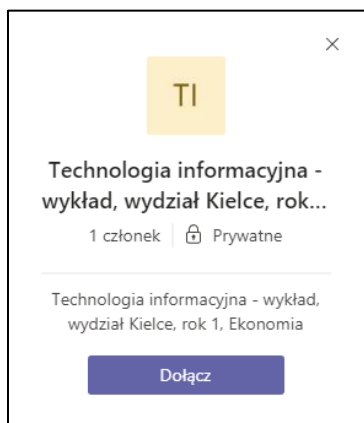 TI
Technologia informacyjna -
wykład, wydział Kielce, rok...
1 członek Prywatne
Technologia informacyjna - wykład,
wydział Kielce, rok 1, Ekonomia
Dołącz